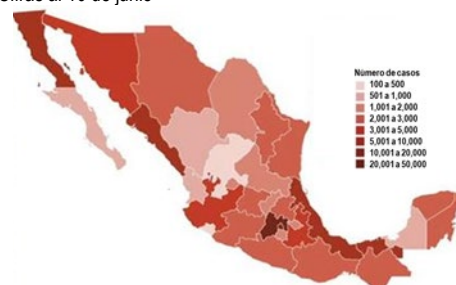 Número de casos
100 a 500
501 a 1,000
1,001 a 2,000
2,001 a 3,000
3,001 a 5,000
5,001 a 10,000
10,001 a 20,000
20,001 a 50,000